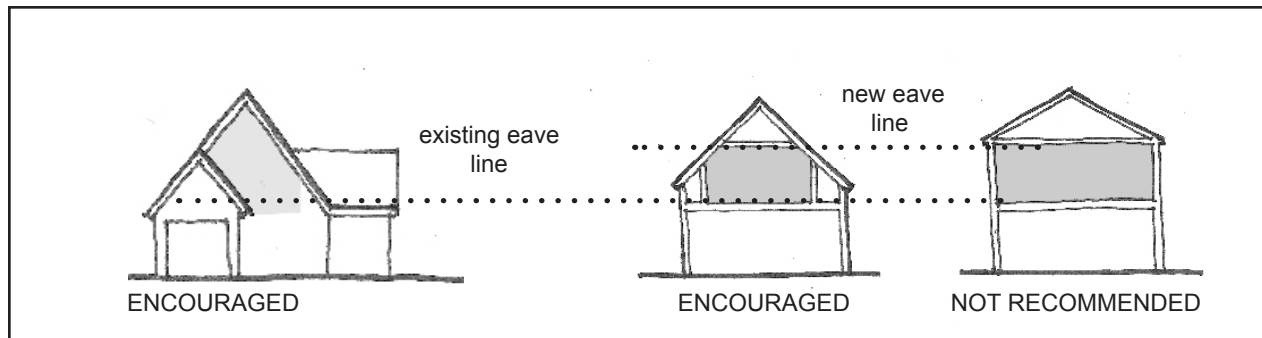 existing eave
line
new eave
line
ENCOURAGED
ENCOURAGED
NOT RECOMMENDED